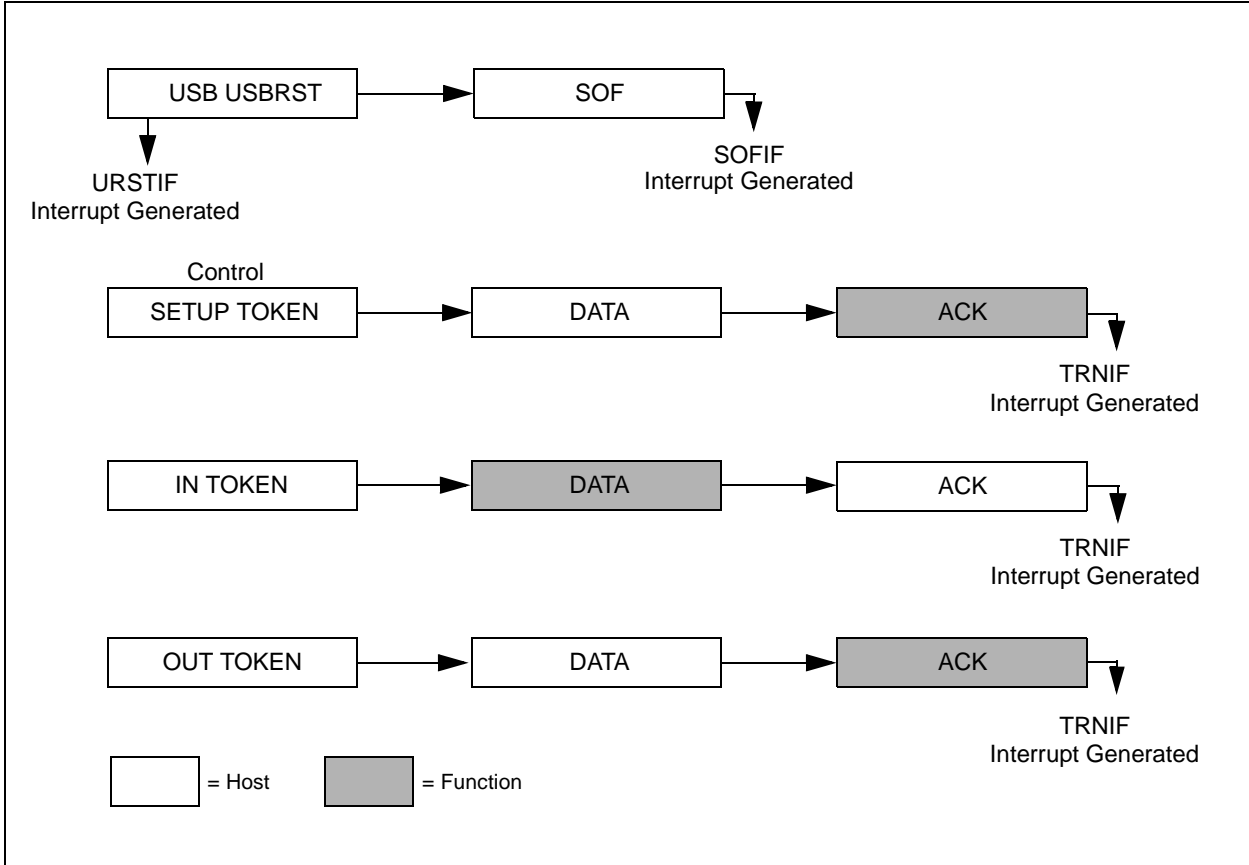 USB USBRST
SOF
URSTIF
Interrupt Generated
SOFIF
Interrupt Generated
Control
SETUP TOKEN
DATA
ACK
TRNIF
Interrupt Generated
IN TOKEN
DATA
ACK
TRNIF
Interrupt Generated
OUT TOKEN
DATA
ACK
TRNIF
Interrupt Generated
= Host
= Function